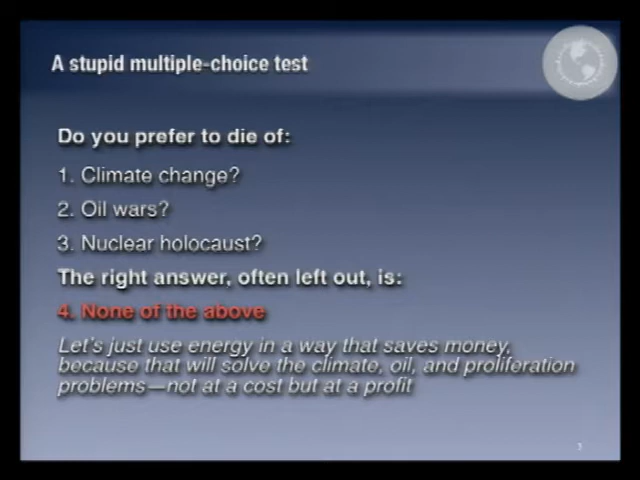 A stupid multiple-choice test
Do you prefer to die of:
1. Climate change?
2. Oil wars?
3. Nuclear holocaust?
The right answer, often left out, is:
4. None of the above
Let's just use energy in a way that saves money,
because that will solve the climate, oil, and proliferation
problems—not at a cost but at a profit
1